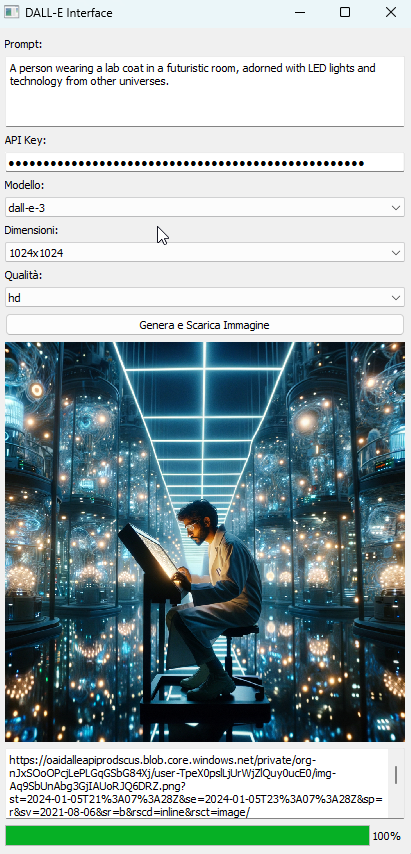 DALL-E Interface
Prompt:
A person wearing a lab coat in a futuristic room, adorned with LED lights and
technology from other universes.
API Key:
Modello:
dall-e-3
Dimensioni:
1024x1024
Qualità:
hd
Genera e Scarica Immagine
https://oaidalleapiprodscus.blob.core.windows.net/private/org-
nJxSOoOPcjLePLGqGSbG84Xj/user-TpeX0pslLjUrWjZlQuy0ucE0/img-
Aq9SbUnAbg3GjIAUoRJQ6DRZ.png?
st=2024-01-05T21%3A07%3A28Z&se=2024-01-05T23%3A07%3A28Z&sp=
r&sv=2021-08-06&sr=b&rscd=inline&rsct=image/
100%